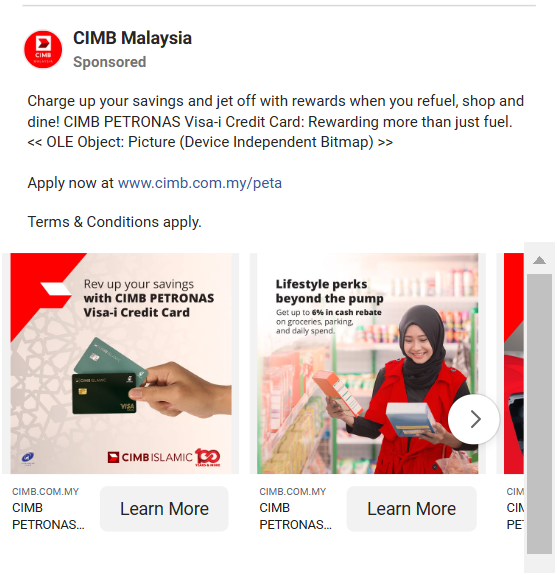 CIMB Malaysia
Sponsored
Charge up your savings and jet off with rewards when you refuel, shop and
dine! CIMB PETRONAS Visa-i Credit Card: Rewarding more than just fuel.
<< OLE Object: Picture (Device Independent Bitmap) >>
Apply now at www.cimb.com.my/peta
Terms & Conditions apply.
Rev up your savings
with CIMB PETRONAS
Visa-i Credit Card
CIMB ISLAMIC
VISA
CIMB ISLAMIC
Lifestyle perks
beyond the pump
Get up to 6% in cash rebate
on groceries, parking,
and daily spend.
CIMB.COM.MY
CIMB
PETRONAS...
Learn More
CIMB.COM.MY
CIMB
PETRONAS...
Learn More